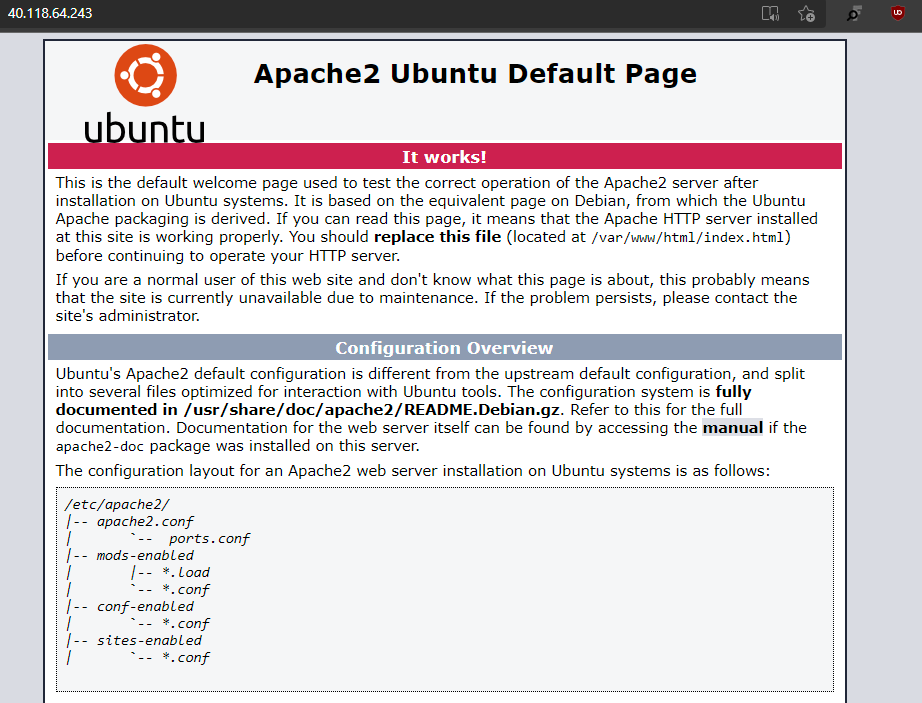 40.118.64.243
UD
Apache2 Ubuntu Default Page
ubuntu
It works!
This is the default welcome page used to test the correct operation of the Apache2 server after
installation on Ubuntu systems. It is based on the equivalent page on Debian, from which the Ubuntu
Apache packaging is derived. If you can read this page, it means that the Apache HTTP server installed
at this site is working properly. You should replace this file (located at /var/www/html/index.html)
before continuing to operate your HTTP server.
If you are a normal user of this web site and don't know what this page is about, this probably means
that the site is currently unavailable due to maintenance. If the problem persists, please contact the
site's administrator.
Configuration Overview
Ubuntu's Apache2 default configuration is different from the upstream default configuration, and split
into several files optimized for interaction with Ubuntu tools. The configuration system is fully
documented in /usr/share/doc/apache2/README.Debian.gz. Refer to this for the full
documentation. Documentation for the web server itself can be found by accessing the manual if the
apache2-doc package was installed on this server.
The configuration layout for an Apache2 web server installation on Ubuntu systems is as follows:
/etc/apache2/
|-- apache2.conf
|       `--  ports.conf
|-- mods-enabled
|       |-- *.load
|       `-- *.conf
|-- conf-enabled
|       `-- *.conf
|-- sites-enabled
|       `-- *.conf